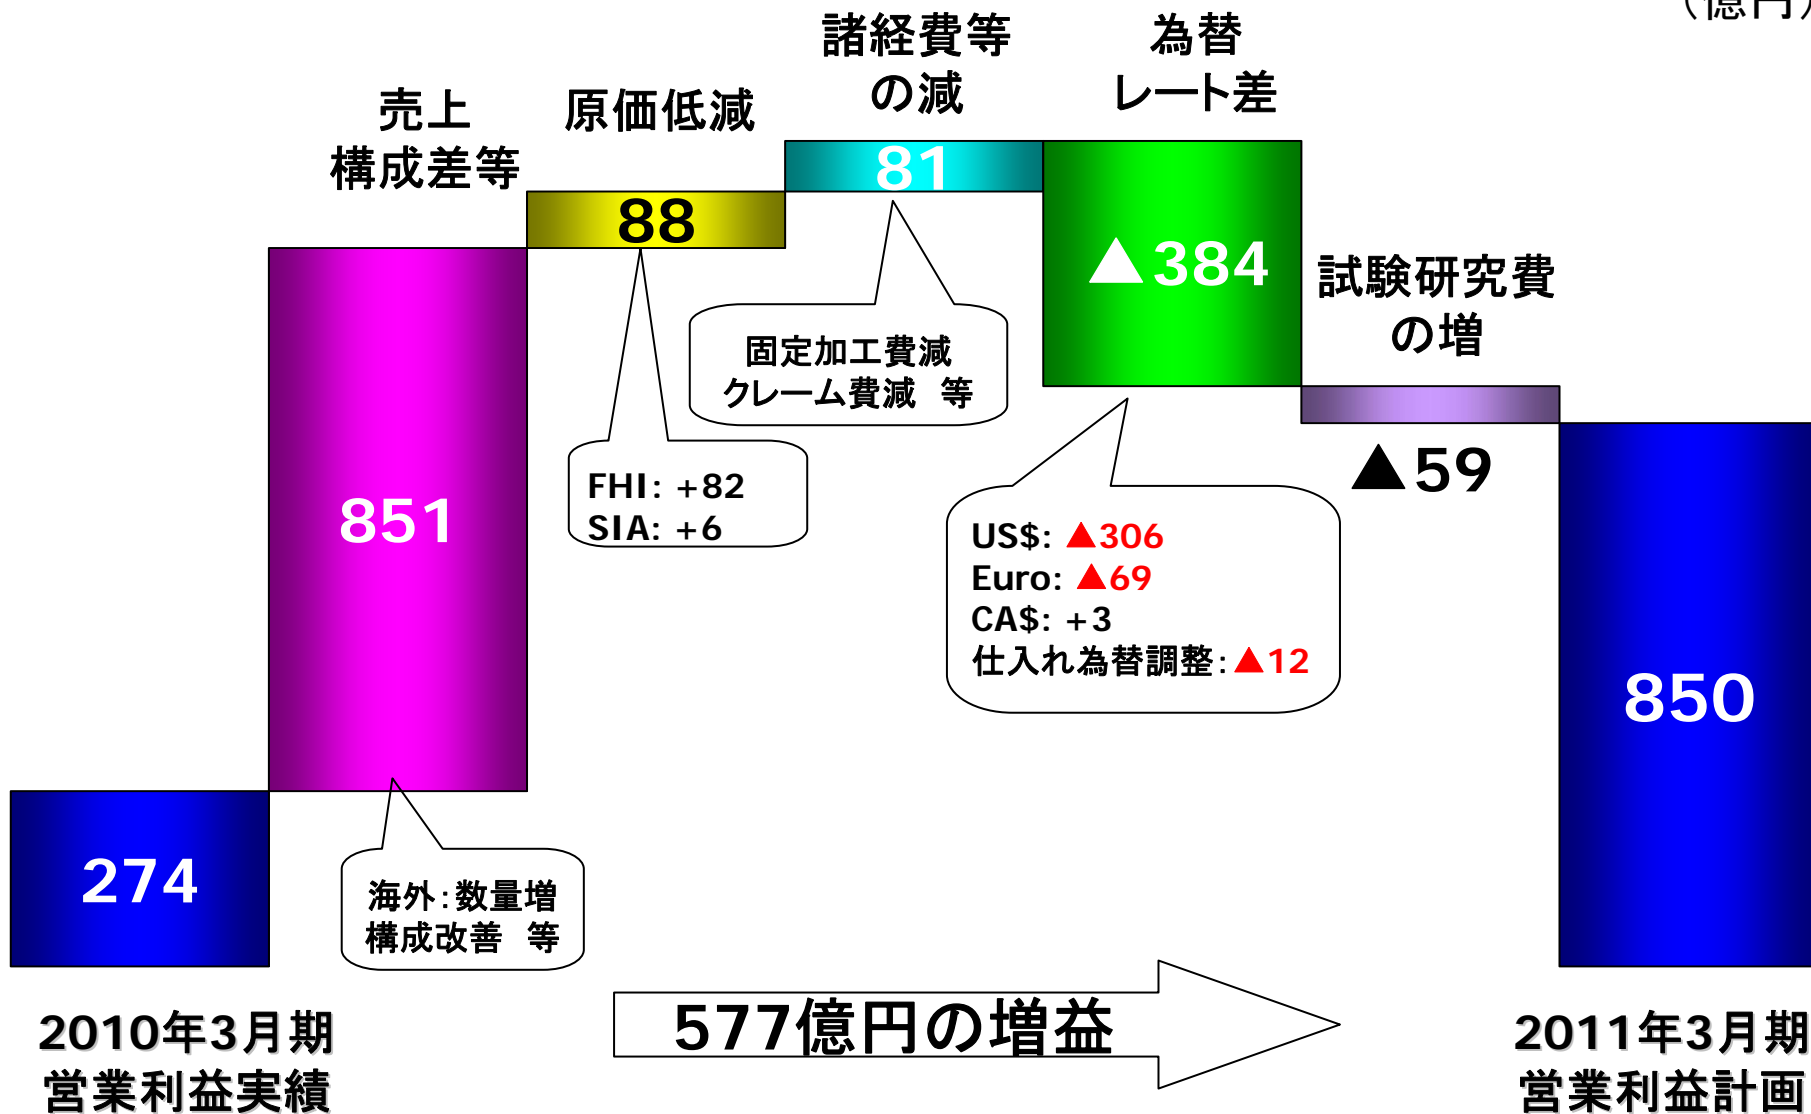 (億円)
売上
構成差等
原価低減
諸経費等
の減
為替
レート差
試験研究費
の増
274
851
88
81
▲384
▲59
850
海外:数量増
構成改善 等
FHI: +82
SIA: +6
固定加工費減
クレーム費減 等
US$: ▲306
Euro: ▲69
CA$: +3
仕入れ為替調整:▲12
577億円の増益
2010年3月期
営業利益実績
2011年3月期
営業利益計画